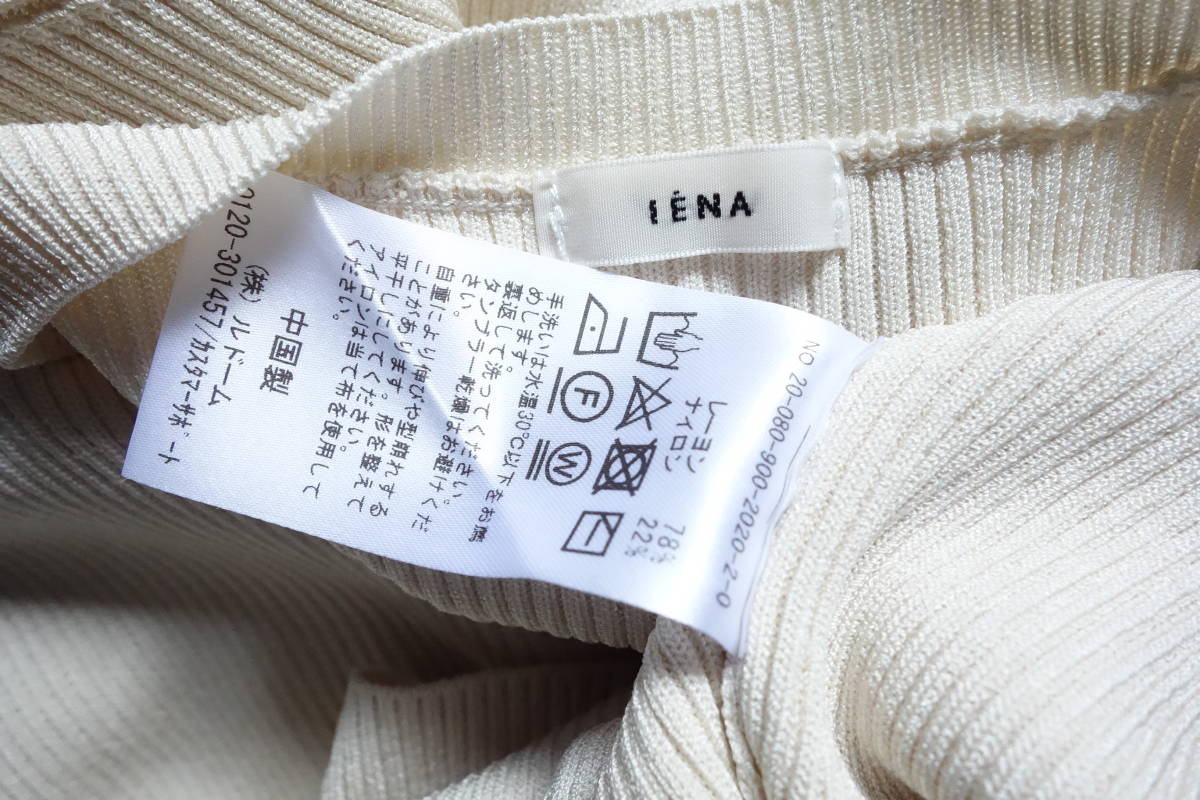 IÉNA
NO 20-080-900-2020-2-0
レーヨン 78%
ナイロン 22%
F
W
手洗いは水温30℃以下をお薦
めします。
裏返して洗ってください。
タンブラー乾燥はお避けくだ
さい。
自重により伸びや型崩れする
ことがあります。形を整えて
平干しにしてください。
アイロンは当て布を使用して
ください。
中国製
(株) ルドーム
0120-301457/カスタマーサポート